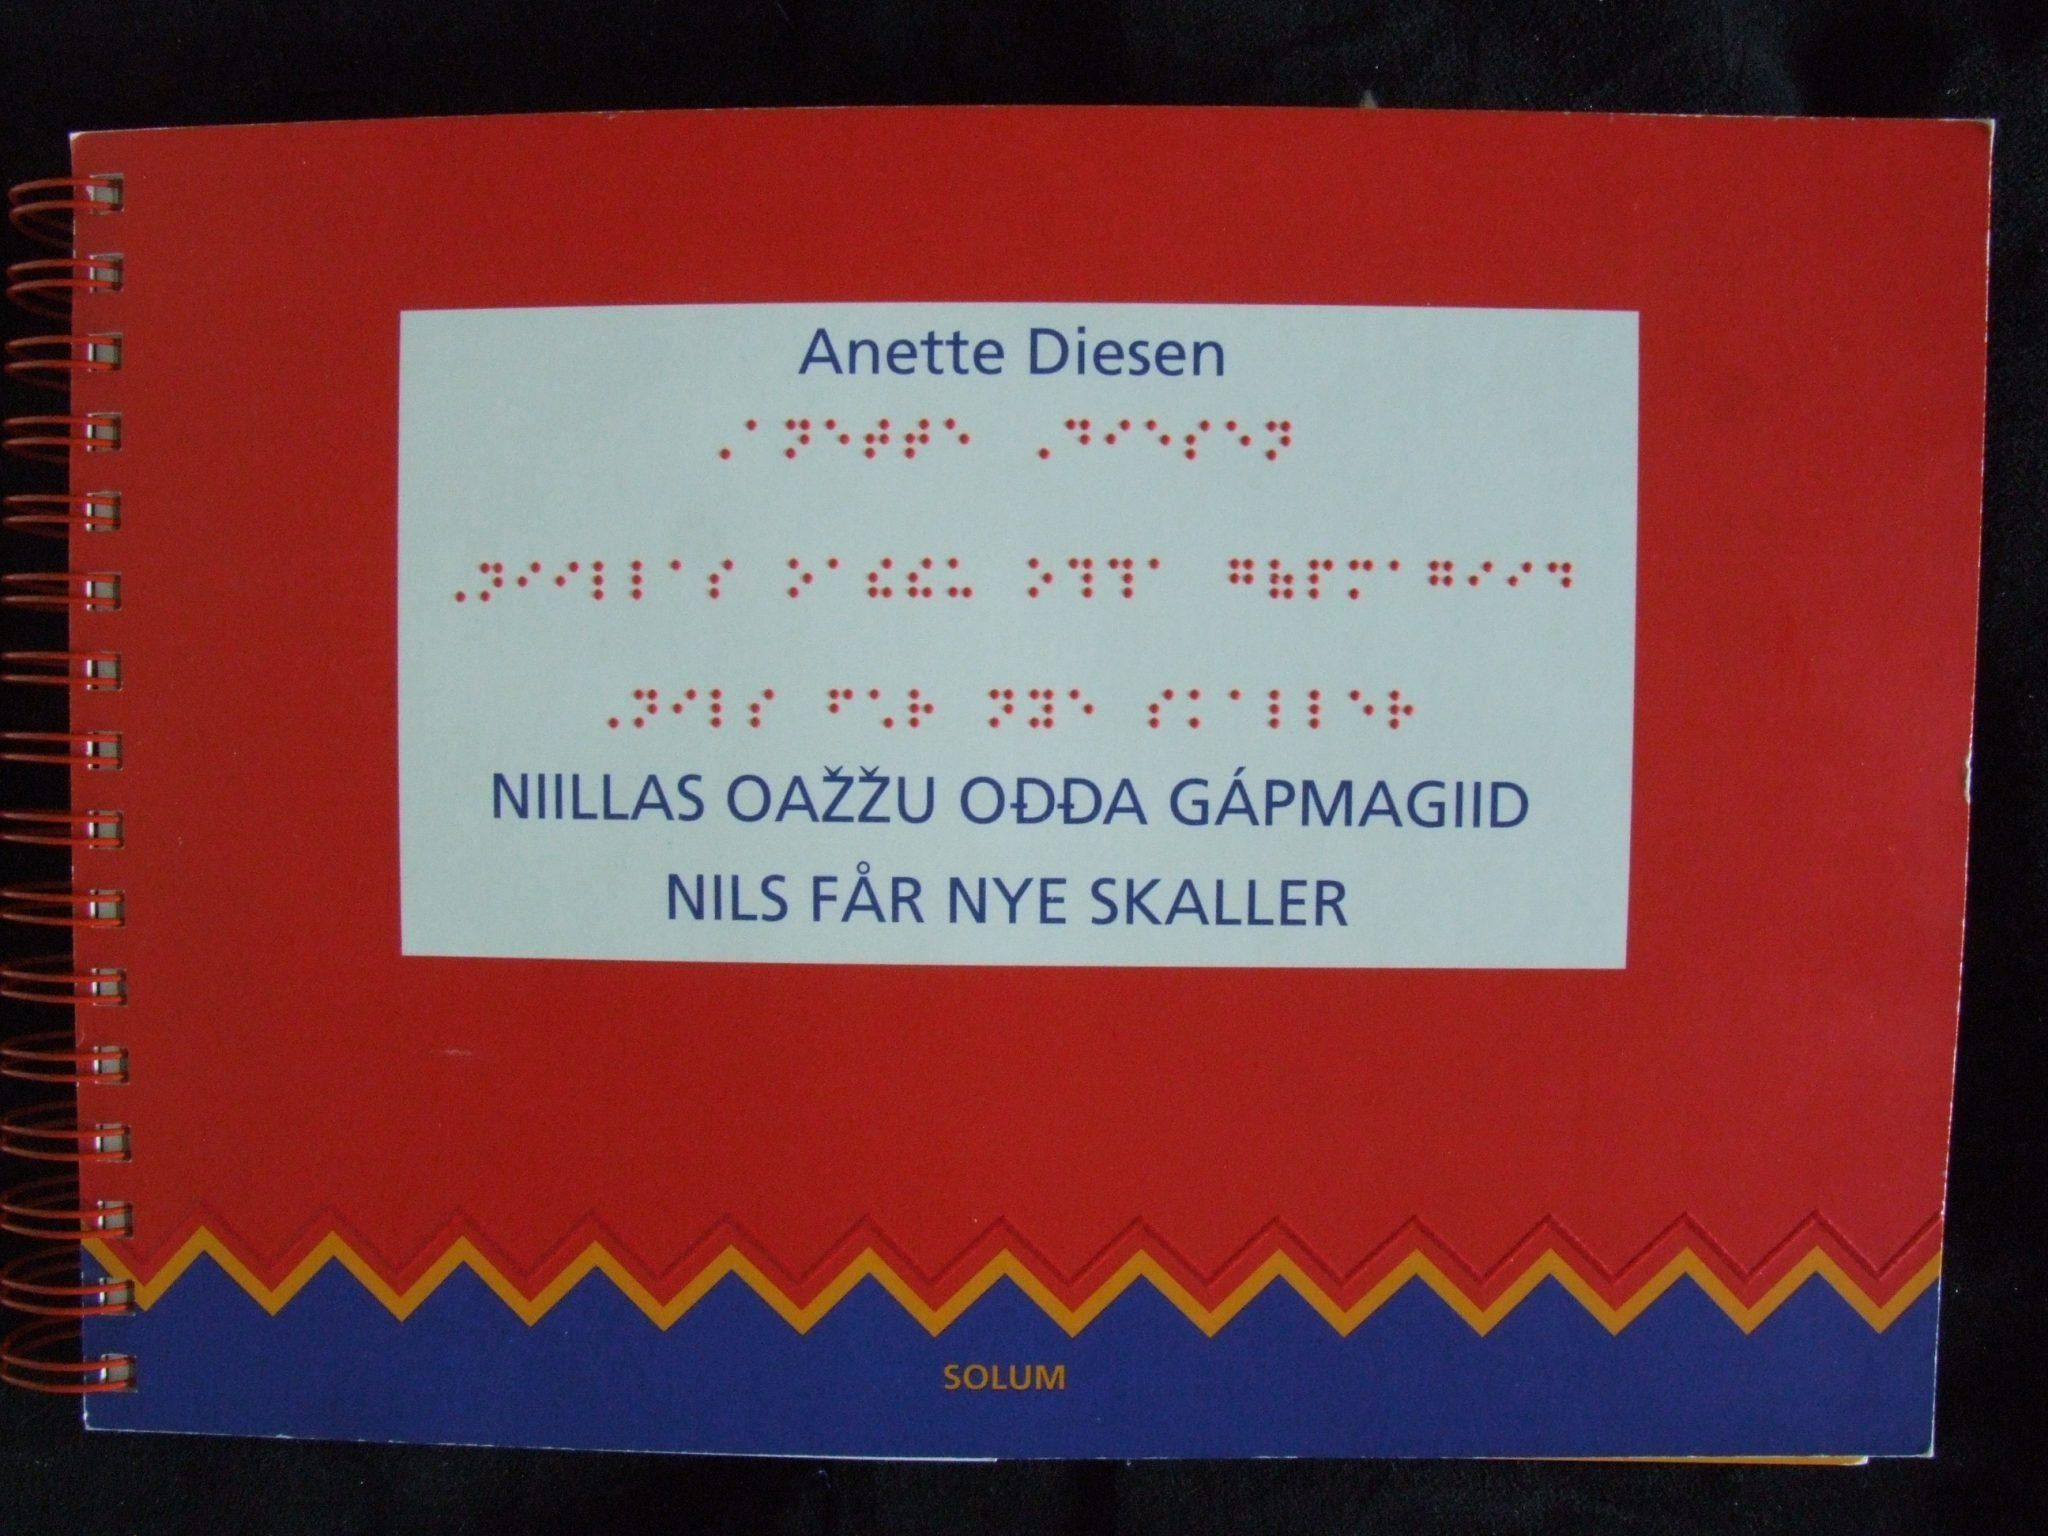 Anette Diesen
⠠⠁⠝⠑⠞⠞⠑ ⠠⠙⠊⠑⠎⠑⠝
⠠⠝⠊⠊⠇⠇⠁⠎ ⠕⠁⠮⠮⠥ ⠕⠹⠹⠁ ⠛⠷⠏⠍⠁⠛⠊⠊⠙
⠠⠝⠊⠇⠎ ⠋⠡⠗ ⠝⠽⠑ ⠎⠅⠁⠇⠇⠑⠗
NIILLAS OAŽŽU OĐĐA GÁPMAGIID
NILS FÅR NYE SKALLER
SOLUM